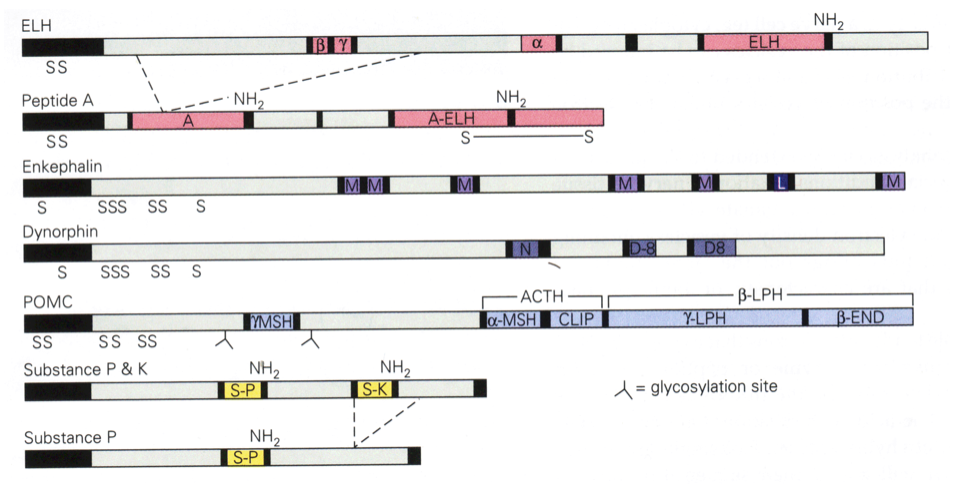 ELH
NH₂
β γ α ELH
SS
Peptide A
NH₂ NH₂
A A-ELH
SS S S
Enkephalin
M M M M M L M
S SSS SS S
Dynorphin
N D-8 D8
S SSS SS S
ACTH β-LPH
POMC
γMSH α-MSH CLIP γ-LPH β-END
SS SS SS
Substance P & K NH₂ NH₂
S-P S-K
= glycosylation site
Substance P NH₂
S-P